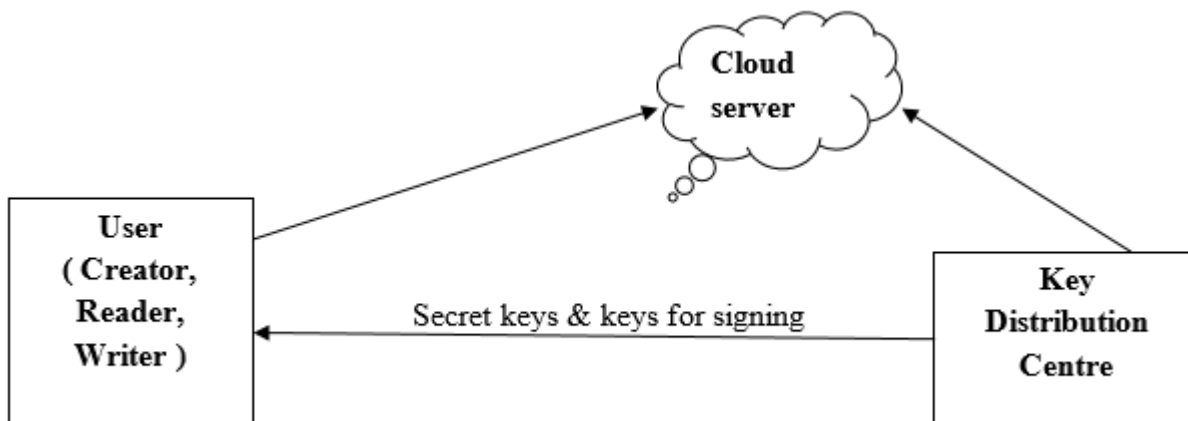 Cloud
server
User
( Creator,
Reader,
Writer )
Secret keys & keys for signing
Key
Distribution
Centre